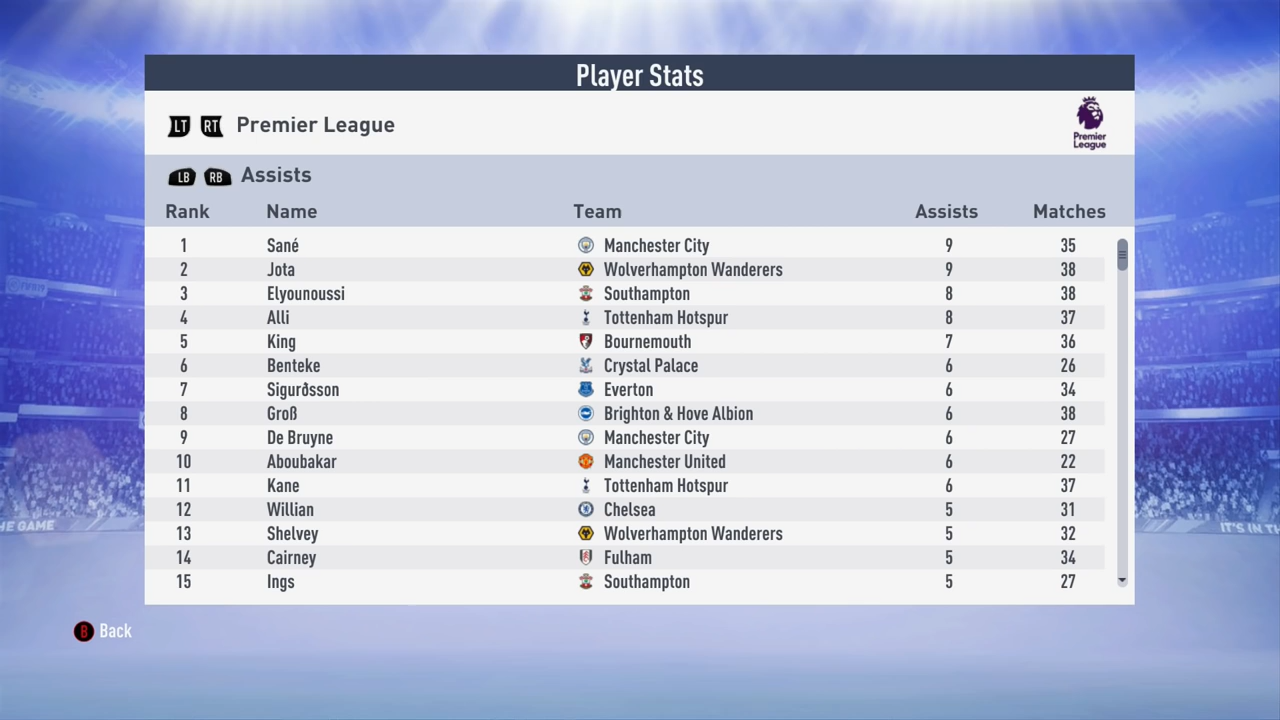 Player Stats
LT RT Premier League
Premier League
LB RB Assists
Rank Name Team Assists Matches
1 Sané Manchester City 9 35
2 Jota Wolverhampton Wanderers 9 38
3 Elyounoussi Southampton 8 38
4 Alli Tottenham Hotspur 8 37
5 King Bournemouth 7 36
6 Benteke Crystal Palace 6 26
7 Sigurðsson Everton 6 34
8 Groß Brighton & Hove Albion 6 38
9 De Bruyne Manchester City 6 27
10 Aboubakar Manchester United 6 22
11 Kane Tottenham Hotspur 6 37
12 Willian Chelsea 5 31
13 Shelvey Wolverhampton Wanderers 5 32
14 Cairney Fulham 5 34
15 Ings Southampton 5 27
HE GAME
IT'S IN TH
B Back